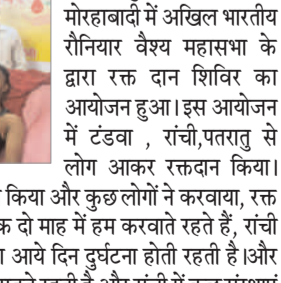 मोरहाबादी में अखिल भारतीय
रौनियार वैश्य महासभा के
द्वारा रक्त दान शिविर का
आयोजन हुआ। इस आयोजन
में टंडवा , रांची,पतरातु से
लोग आकर रक्तदान किया।
किया और कुछ लोगों ने करवाया, रक्त
दो माह में हम करवाते रहते हैं, रांची
आये दिन दुर्घटना होती रहती है।और